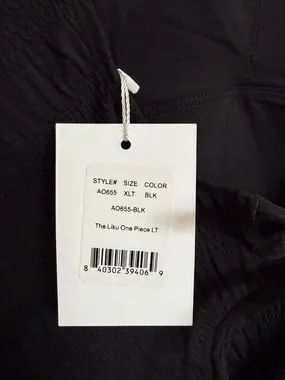 STYLE# SIZE COLOR
AO655 XLT BLK
AO655-BLK
The Liku One Piece LT
8 40302 39406 9